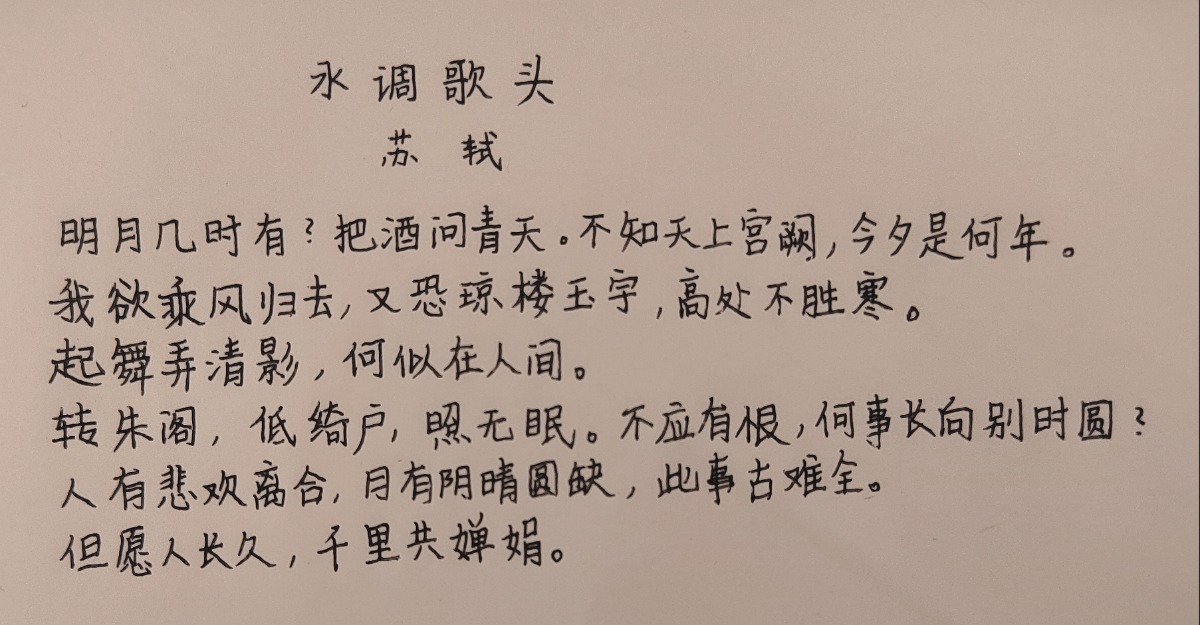 水调歌头
苏轼
明月几时有？把酒问青天。不知天上宫阙，今夕是何年。
我欲乘风归去，又恐琼楼玉宇，高处不胜寒。
起舞弄清影，何似在人间。
转朱阁，低绮户，照无眠。不应有恨，何事长向别时圆？
人有悲欢离合，月有阴晴圆缺，此事古难全。
但愿人长久，千里共婵娟。